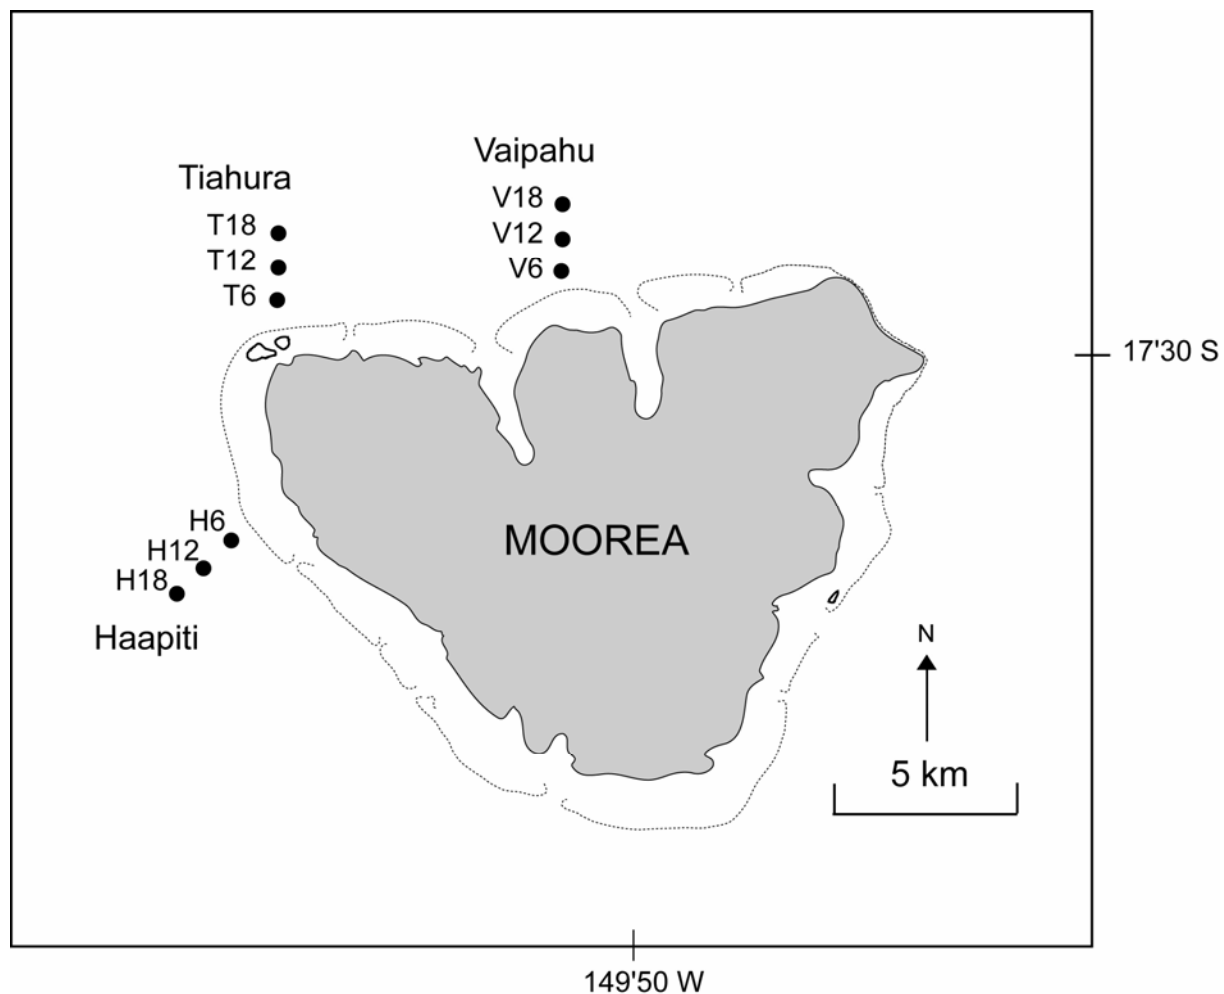 Vaipahu
Tiahura
V18
T18
V12
T12
V6
T6
17'30 S
H6
MOOREA
H12
H18
Haapiti
N
5 km
149'50 W